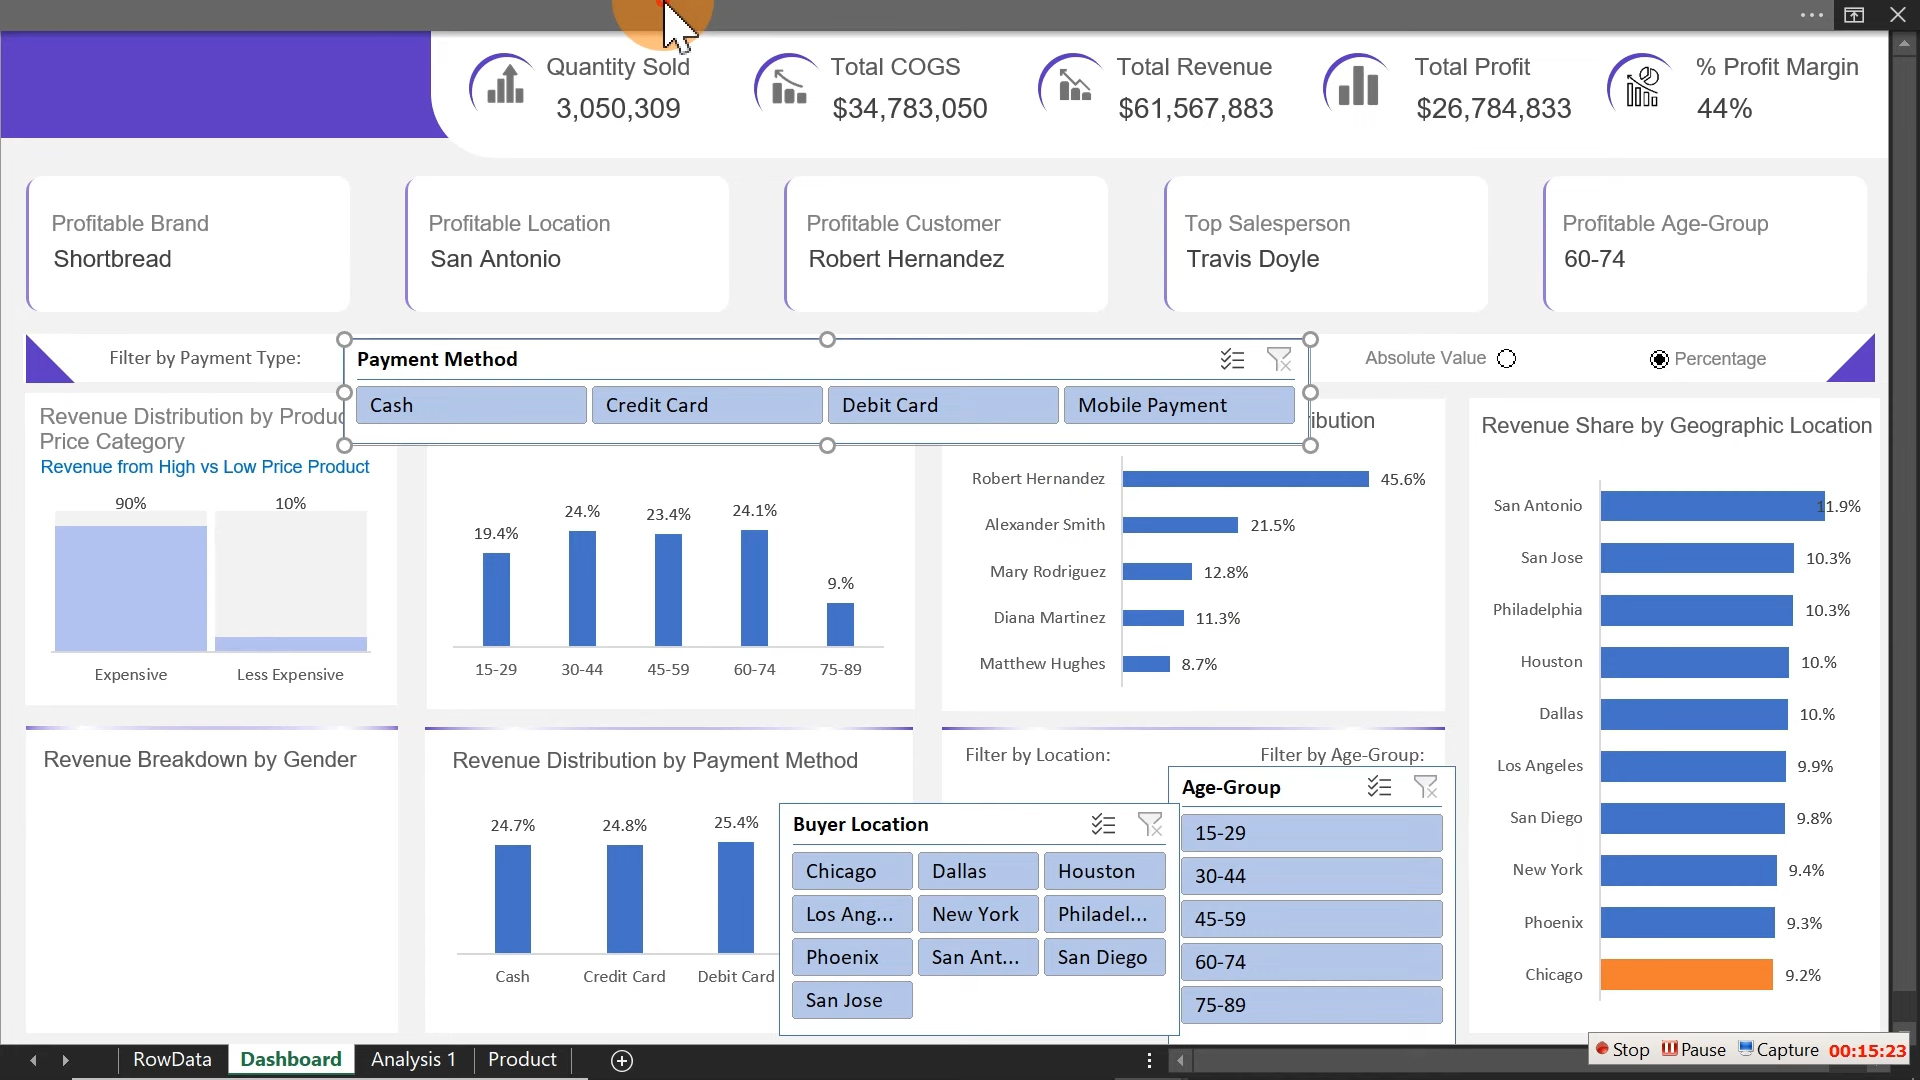 Quantity Sold
3,050,309
Total COGS
$34,783,050
Total Revenue
$61,567,883
Total Profit
$26,784,833
% Profit Margin
44%
Profitable Brand
Shortbread
Profitable Location
San Antonio
Profitable Customer
Robert Hernandez
Top Salesperson
Travis Doyle
Profitable Age-Group
60-74
Filter by Payment Type:
Payment Method
Cash
Credit Card
Debit Card
Mobile Payment
Absolute Value
Percentage
Revenue Distribution by Produc
Price Category
Revenue from High vs Low Price Product
90%
10%
Expensive
Less Expensive
19.4%
24.%
23.4%
24.1%
9.%
15-29
30-44
45-59
60-74
75-89
ibution
Robert Hernandez
45.6%
Alexander Smith
21.5%
Mary Rodriguez
12.8%
Diana Martinez
11.3%
Matthew Hughes
8.7%
Revenue Share by Geographic Location
San Antonio
11.9%
San Jose
10.3%
Philadelphia
10.3%
Houston
10.%
Dallas
10.%
Los Angeles
9.9%
San Diego
9.8%
New York
9.4%
Phoenix
9.3%
Chicago
9.2%
Revenue Breakdown by Gender
Revenue Distribution by Payment Method
24.7%
24.8%
25.4%
Cash
Credit Card
Debit Card
Filter by Location:
Filter by Age-Group:
Buyer Location
Chicago
Dallas
Houston
Los Ang...
New York
Philadel...
Phoenix
San Ant...
San Diego
San Jose
Age-Group
15-29
30-44
45-59
60-74
75-89
RowData
Dashboard
Analysis 1
Product
Stop
Pause
Capture
00:15:23